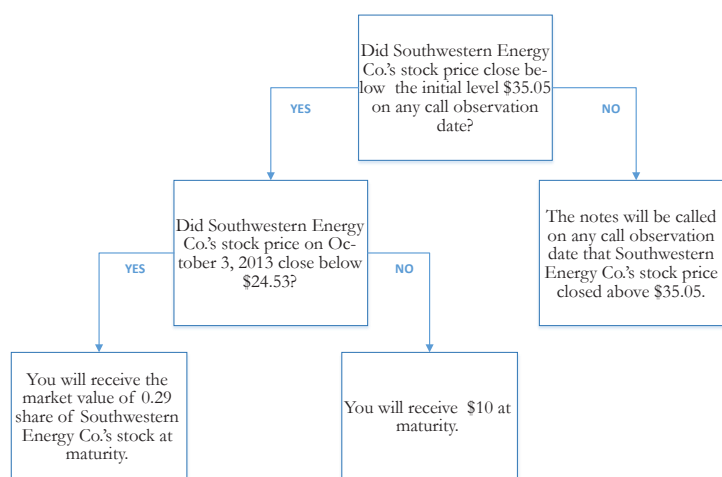 Did Southwestern Energy
Co.'s stock price close be-
low the initial level $35.05
on any call observation
date?
YES
NO
Did Southwestern Energy
Co.'s stock price on Oc-
tober 3, 2013 close below
$24.53?
The notes will be called
on any call observation
date that Southwestern
Energy Co.'s stock price
closed above $35.05.
YES
NO
You will receive the
market value of 0.29
share of Southwestern
Energy Co.'s stock at
maturity.
You will receive $10 at
maturity.